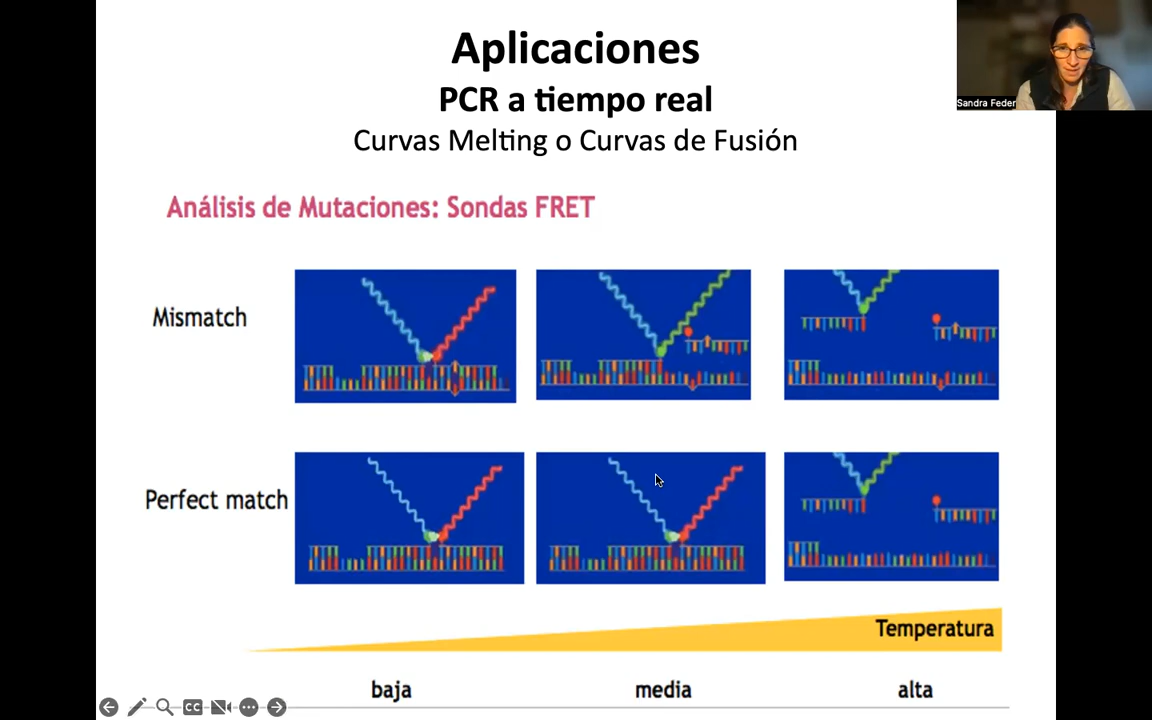 Aplicaciones
PCR a tiempo real
Curvas Melting o Curvas de Fusión
Sandra Feder
Análisis de Mutaciones: Sondas FRET
Mismatch
Perfect match
Temperatura
baja media alta
CC